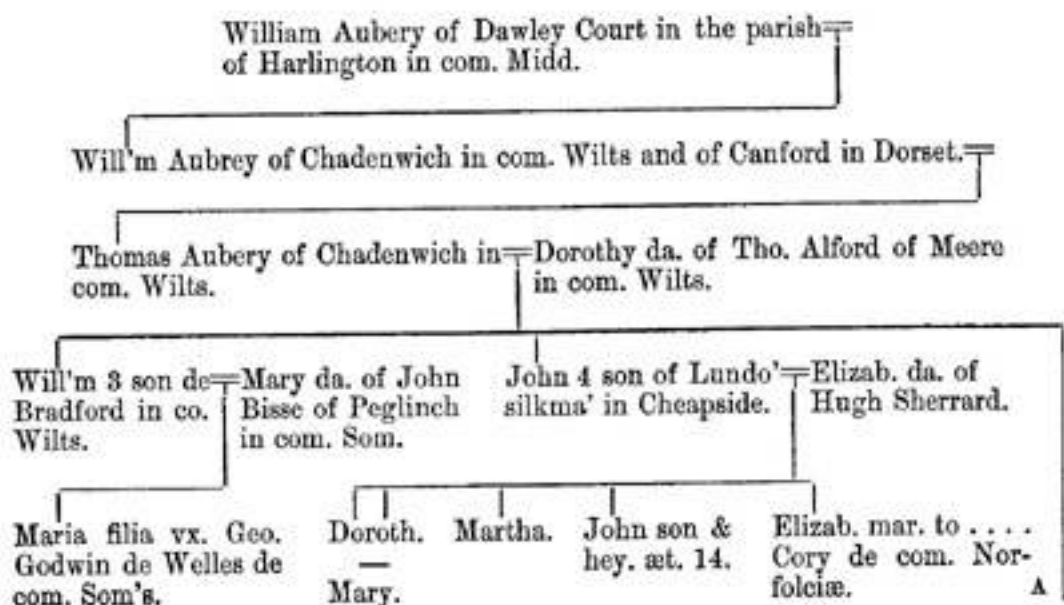 William Aubery of Dawley Court in the parish
of Harlington in com. Midd.
Will'm Aubrey of Chadenwich in com. Wilts and of Canford in Dorset.
Thomas Aubery of Chadenwich in
com. Wilts.
Dorothy da. of Tho. Alford of Meere
in com. Wilts.
Will'm 3 son de
Bradford in co.
Wilts.
Mary da. of John
Bisse of Peglinch
in com. Som.
John 4 son of Lundo'
silkma' in Cheapside.
Elizab. da. of
Hugh Sherrard.
Maria filia vx. Geo.
Godwin de Welles de
com. Som's.
Doroth.
—
Mary.
Martha.
John son &
hey. æt. 14.
Elizab. mar. to . . . .
Cory de com. Nor-
folciæ.
A